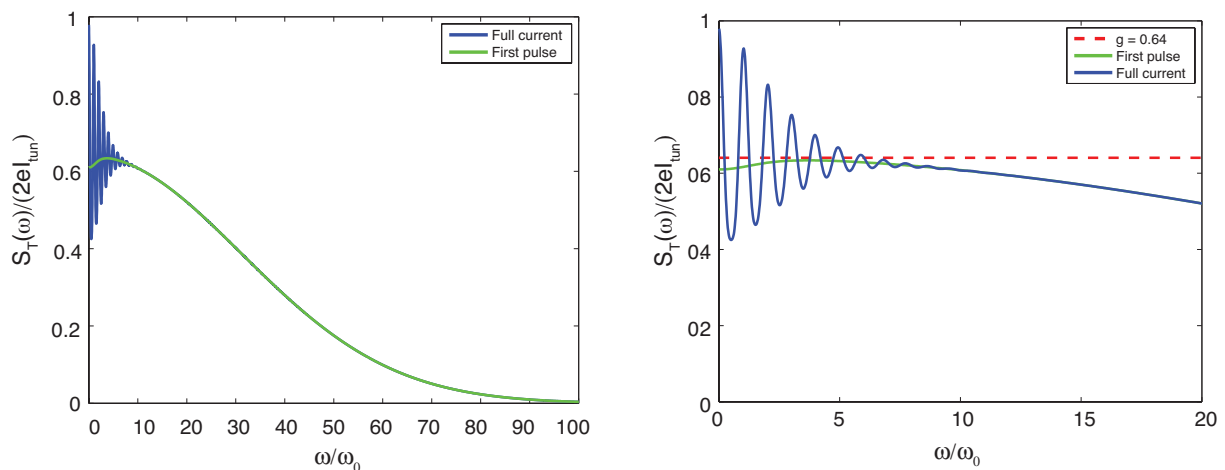 1
0.8
0.6
0.4
0.2
0
0 10 20 30 40 50 60 70 80 90 100
S_T(ω)/(2eI_tun)
ω/ω_0
Full current
First pulse
1
0.8
06
04
02
0
0 5 10 15 20
S_T(ω)/(2eI_tun)
ω/ω_0
g = 0.64
First pulse
Full current